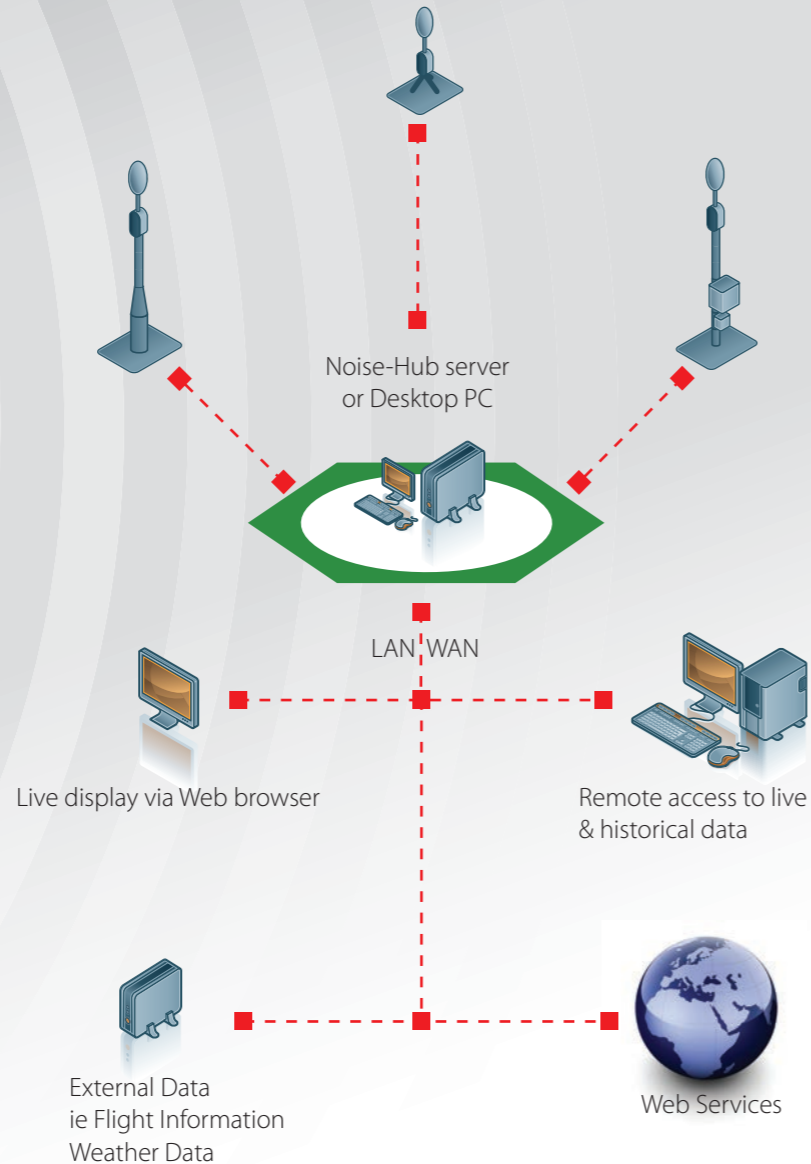 Noise-Hub server
or Desktop PC
LAN WAN
Live display via Web browser
Remote access to live
& historical data
External Data
ie Flight Information
Weather Data
Web Services